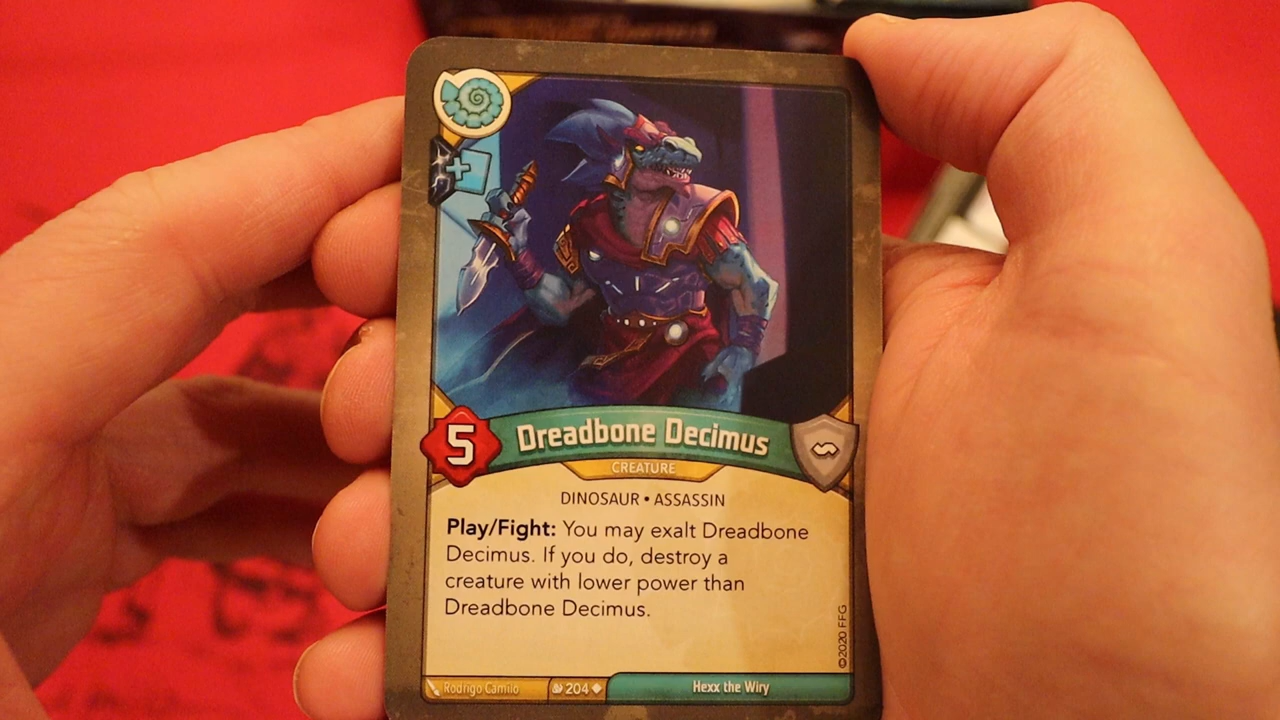 +
5
Dreadbone Decimus
CREATURE
DINOSAUR • ASSASSIN
Play/Fight: You may exalt Dreadbone
Decimus. If you do, destroy a
creature with lower power than
Dreadbone Decimus.
©2020 FFG
Rodrigo Camilo
204
Hexx the Wiry